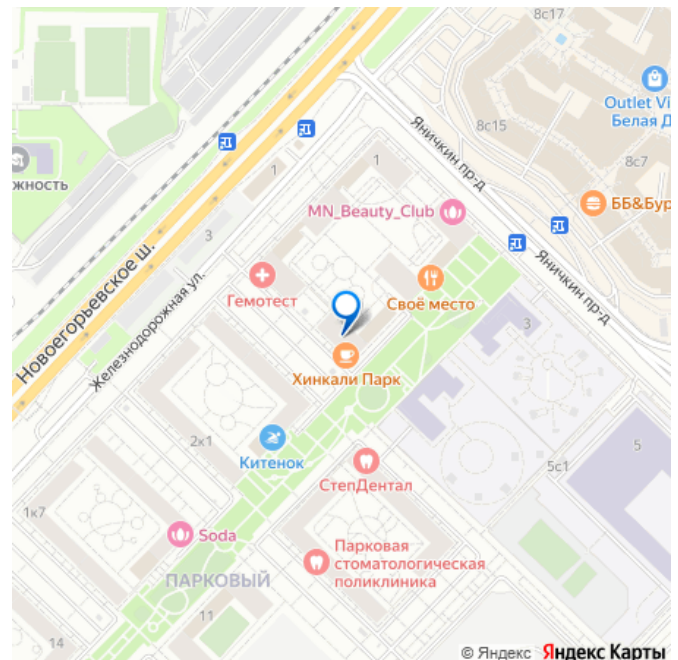 8с17
8с15
Outlet Vi
Белая Д
8с7
Яничкин пр-д
жность
1
1
MN_Beauty_Club
ББ&Бур
3
Новоегорьевское ш.
Железнодорожная ул.
Гемотест
Своё место
Яничкин пр-д
3
Хинкали Парк
2к1
Китенок
СтепДентал
5
5с1
1к7
Soda
Парковая
стоматологическая
поликлиника
ПАРКОВЫЙ
11
14
© Яндекс Яндекс Карты